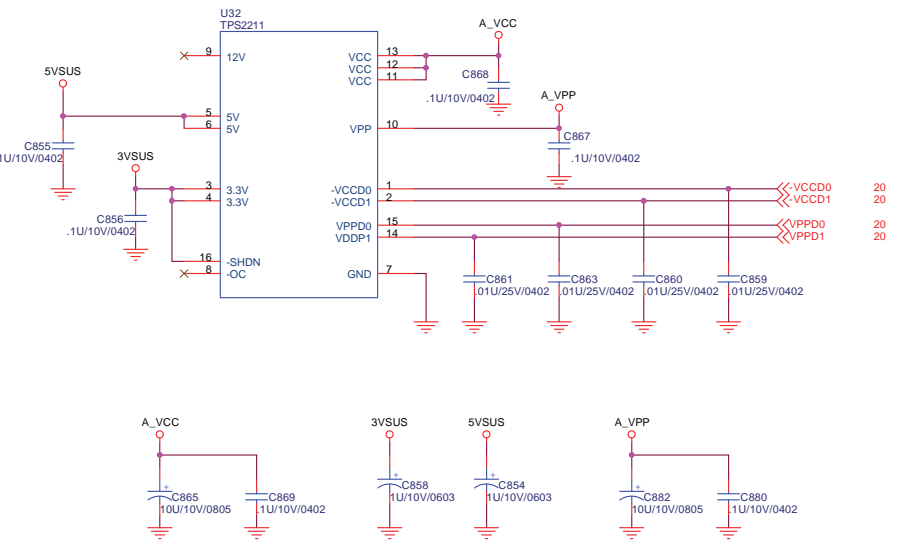 U32
TPS2211
A_VCC
9
12V
VCC
13
VCC
12
VCC
11
C868
.1U/10V/0402
5VSUS
5
5V
6
5V
A_VPP
VPP
10
C867
.1U/10V/0402
C855
1U/10V/0402
3VSUS
3
3.3V
4
3.3V
-VCCD0
1
-VCCD0
20
-VCCD1
2
-VCCD1
20
C856
.1U/10V/0402
VPPD0
15
VPPD0
20
VDDP1
14
VPPD1
20
16
-SHDN
8
-OC
GND
7
C861
.01U/25V/0402
C863
.01U/25V/0402
C860
.01U/25V/0402
C859
.01U/25V/0402
A_VCC
3VSUS
5VSUS
A_VPP
C865
10U/10V/0805
C869
.1U/10V/0402
C858
1U/10V/0603
C854
1U/10V/0603
C882
10U/10V/0805
C880
.1U/10V/0402